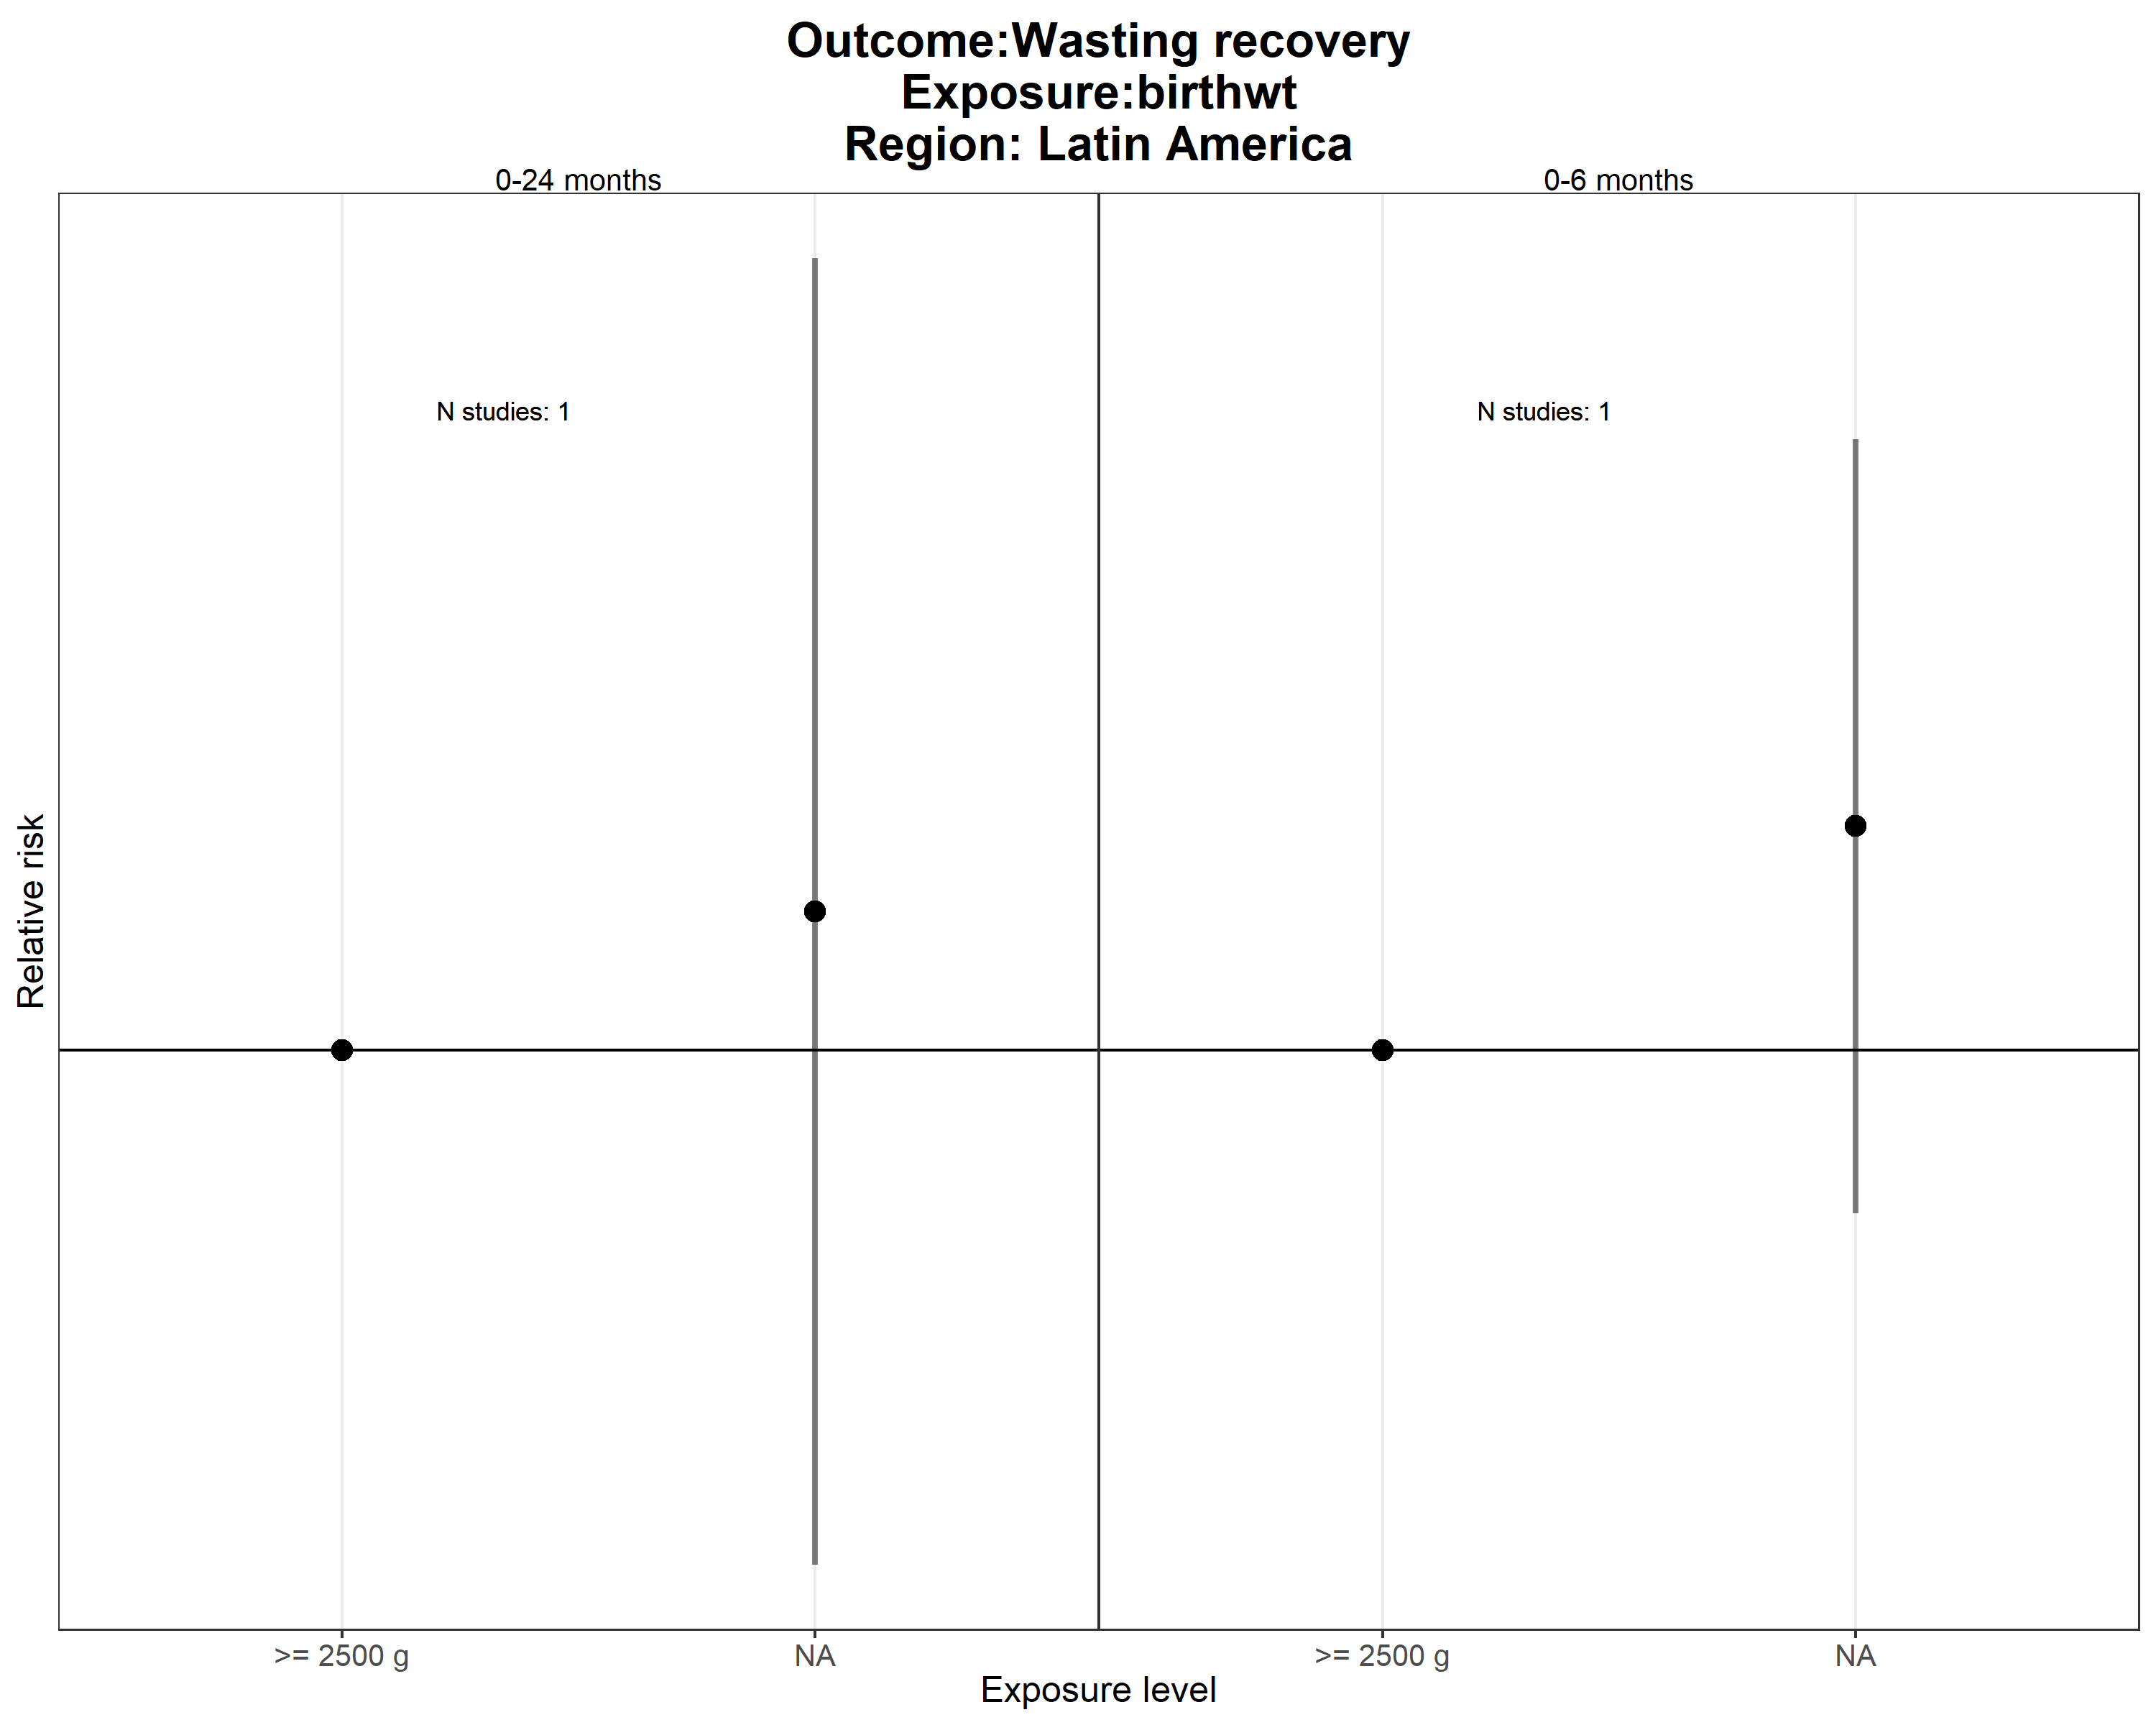 Outcome:Wasting recovery
Exposure:birthwt
Region: Latin America
0-24 months
0-6 months
N studies: 1
N studies: 1
Relative risk
>= 2500 g
NA
>= 2500 g
NA
Exposure level